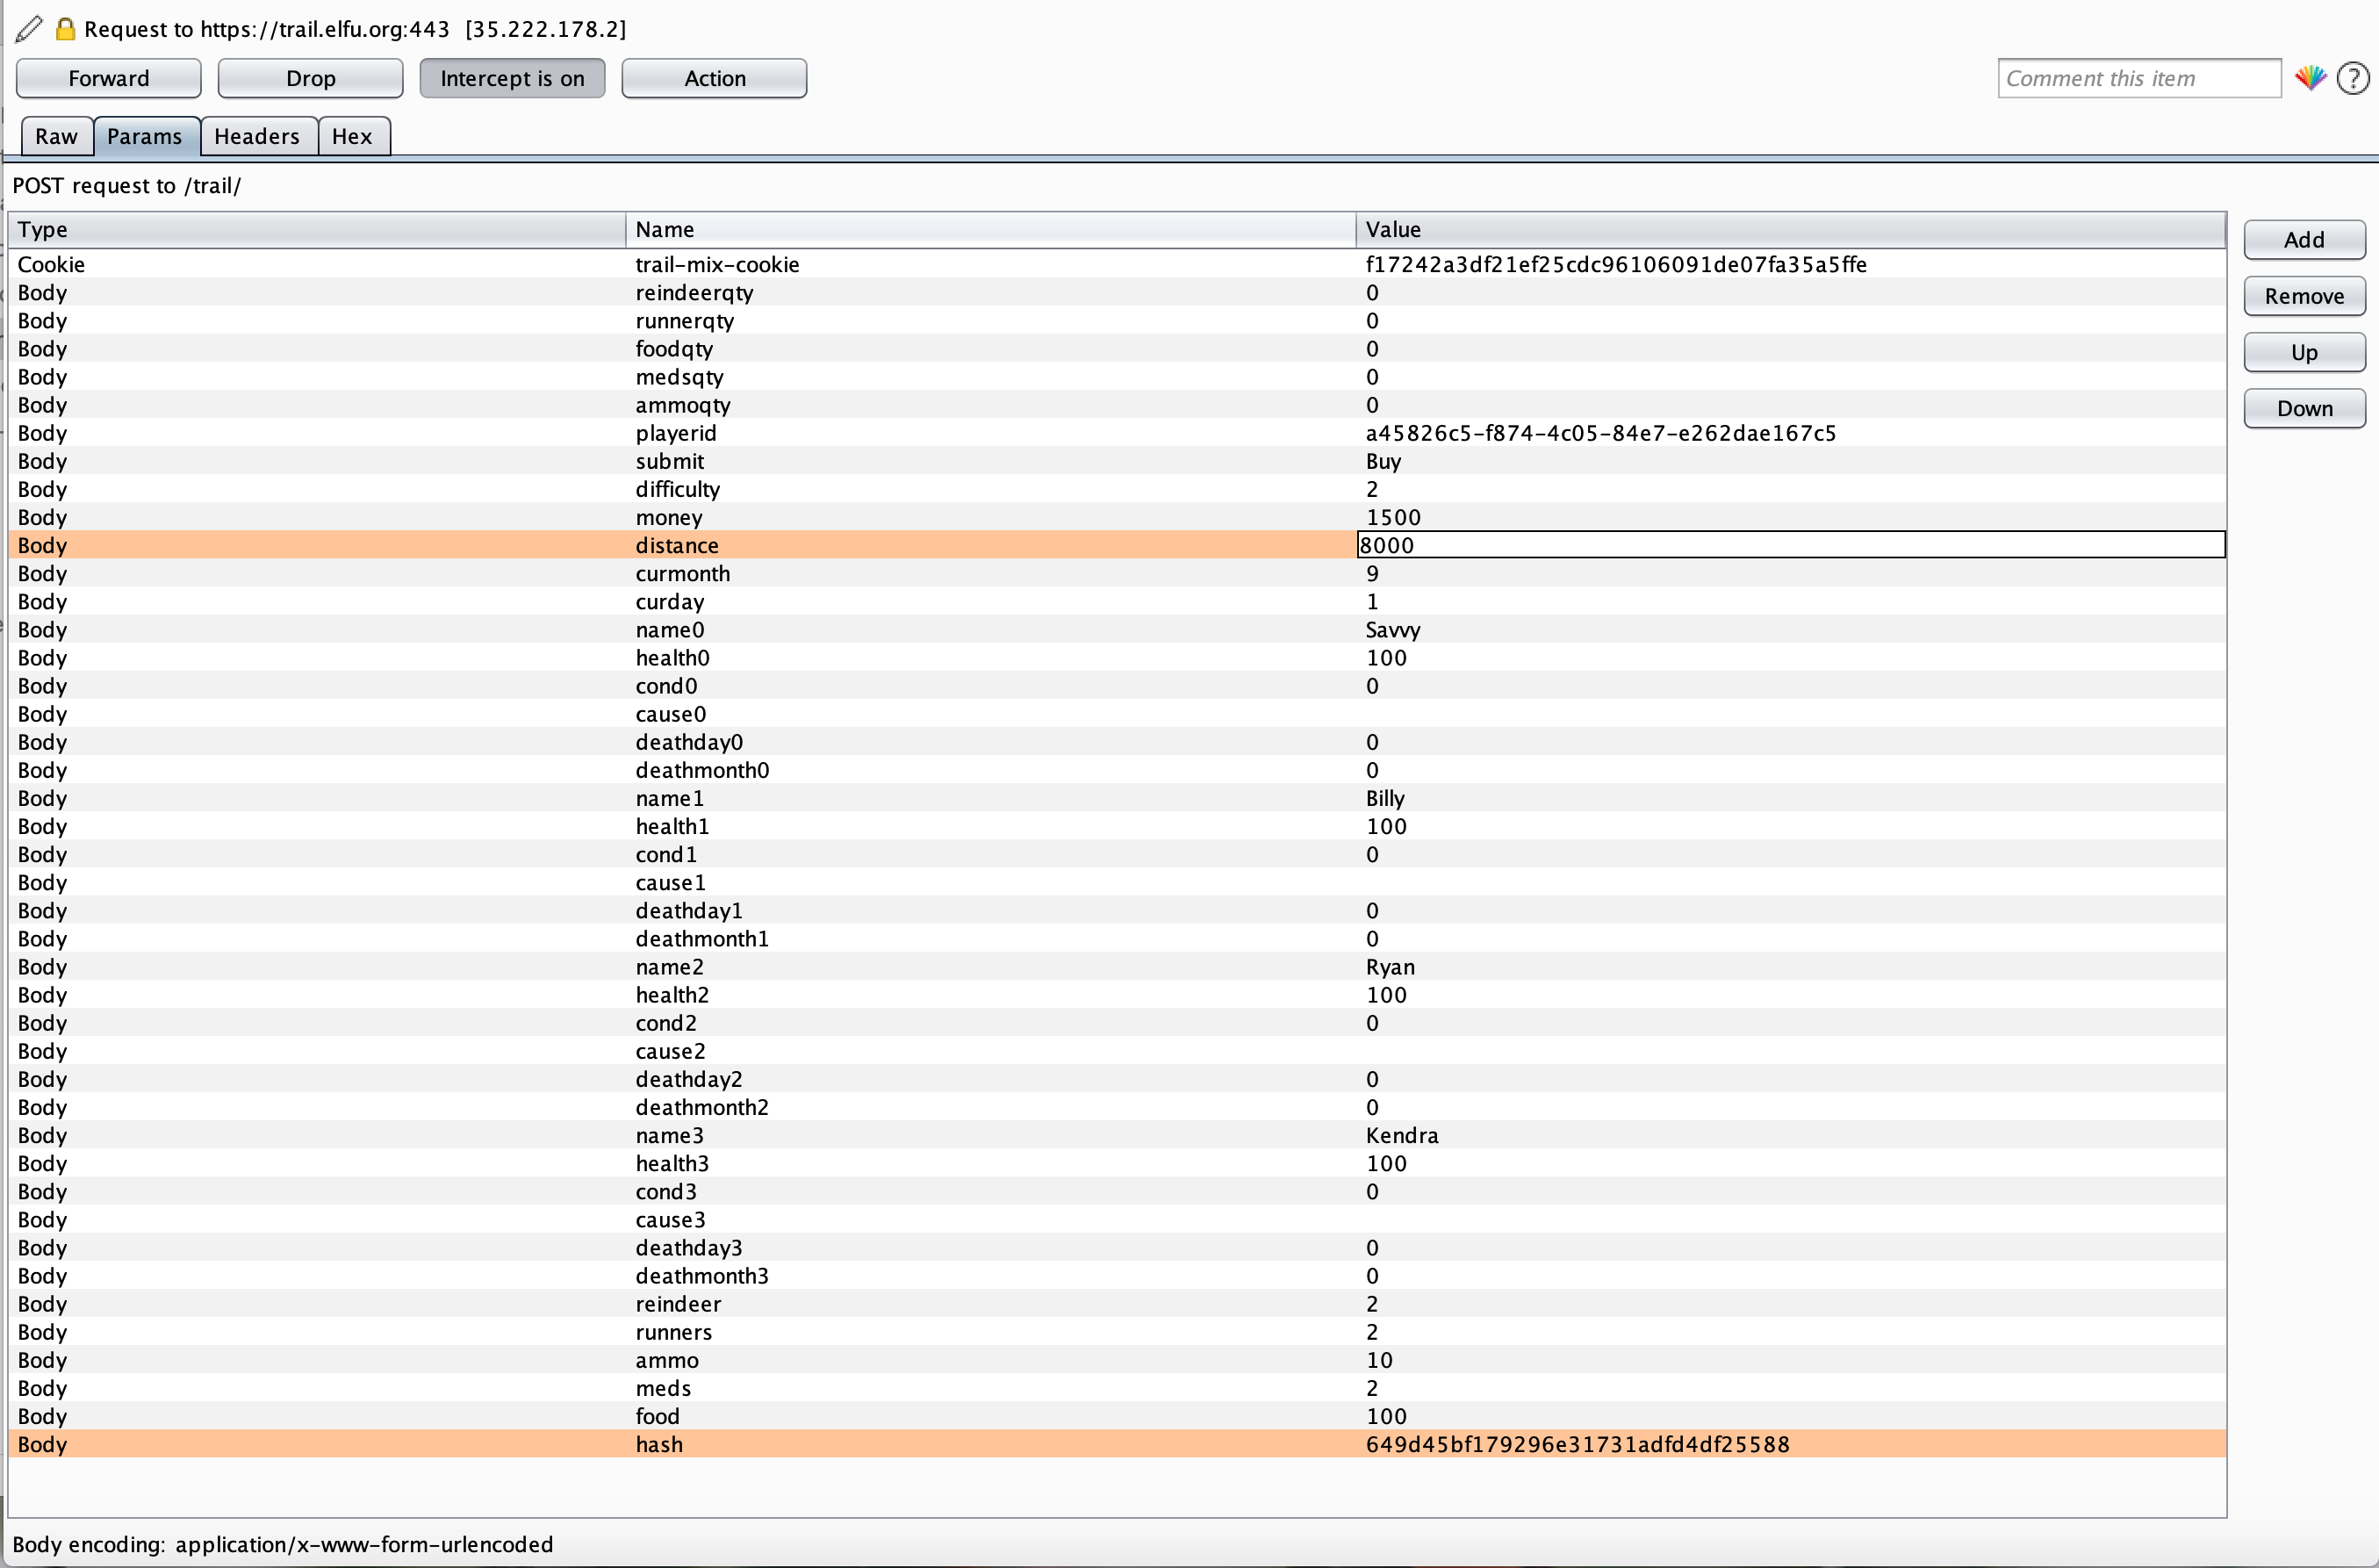 Request to https://trail.elfu.org:443 [35.222.178.2]
Forward Drop Intercept is on Action Comment this item ?
Raw Params Headers Hex
POST request to /trail/
Type Name Value
Cookie trail-mix-cookie f17242a3df21ef25cdc96106091de07fa35a5ffe
Body reindeerqty 0
Body runnerqty 0
Body foodqty 0
Body medsqty 0
Body ammoqty 0
Body playerid a45826c5-f874-4c05-84e7-e262dae167c5
Body submit Buy
Body difficulty 2
Body money 1500
Body distance 8000
Body curmonth 9
Body curday 1
Body name0 Savvy
Body health0 100
Body cond0 0
Body cause0
Body deathday0 0
Body deathmonth0 0
Body name1 Billy
Body health1 100
Body cond1 0
Body cause1
Body deathday1 0
Body deathmonth1 0
Body name2 Ryan
Body health2 100
Body cond2 0
Body cause2
Body deathday2 0
Body deathmonth2 0
Body name3 Kendra
Body health3 100
Body cond3 0
Body cause3
Body deathday3 0
Body deathmonth3 0
Body reindeer 2
Body runners 2
Body ammo 10
Body meds 2
Body food 100
Body hash 649d45bf179296e31731adfd4df25588
Add
Remove
Up
Down
Body encoding: application/x-www-form-urlencoded